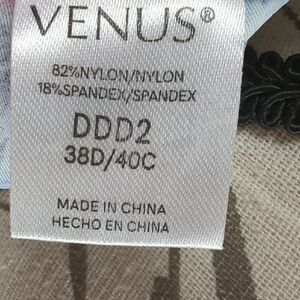 VENUS®
82%NYLON/NYLON
18%SPANDEX/SPANDEX
DDD2
38D/40C
MADE IN CHINA
HECHO EN CHINA